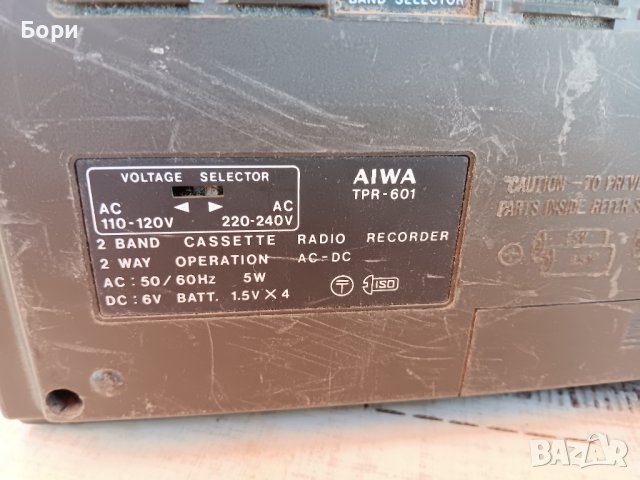 Бори
BAND SELECTOR
VOLTAGE SELECTOR
AC ◄ ► AC
110-120V 220-240V
AIWA
TPR-601
2 BAND CASSETTE RADIO RECORDER
2 WAY OPERATION AC-DC
AC : 50/60Hz 5W
DC : 6V BATT. 1.5V X 4
T ISO
CAUTION - TO PREV
PARTS INSIDE REFER S
BAZAR